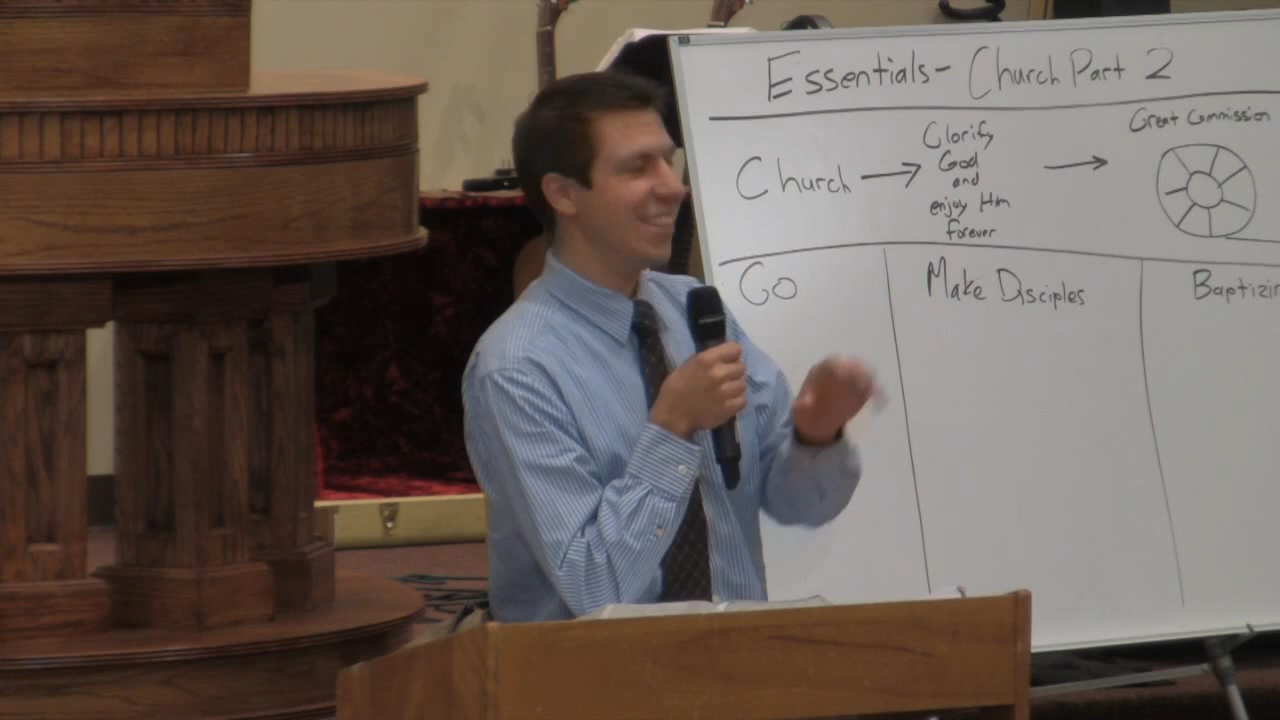 Essentials- Church Part 2
Church → Glorify
God
and
enjoy Him
forever
→ Great Commission
Go
Make Disciples